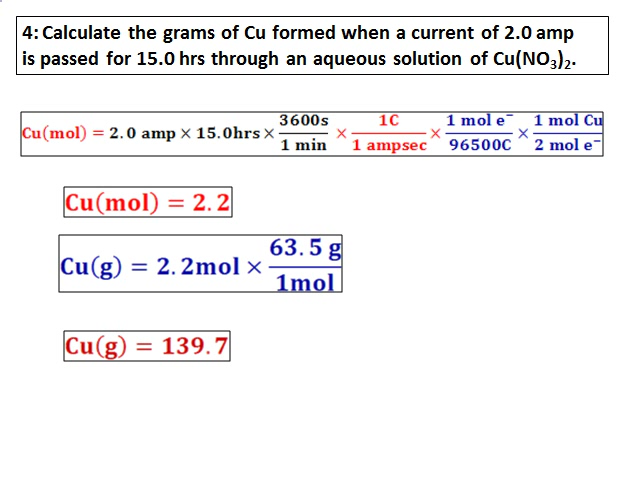 4: Calculate the grams of Cu formed when a current of 2.0 amp
is passed for 15.0 hrs through an aqueous solution of Cu(NO₃)₂.
Cu(mol) = 2.0 amp × 15.0hrs × 3600s/1 min × 1C/1 ampsec × 1 mol e⁻/96500C × 1 mol Cu/2 mol e⁻
Cu(mol) = 2.2
Cu(g) = 2.2mol × 63.5 g/1mol
Cu(g) = 139.7